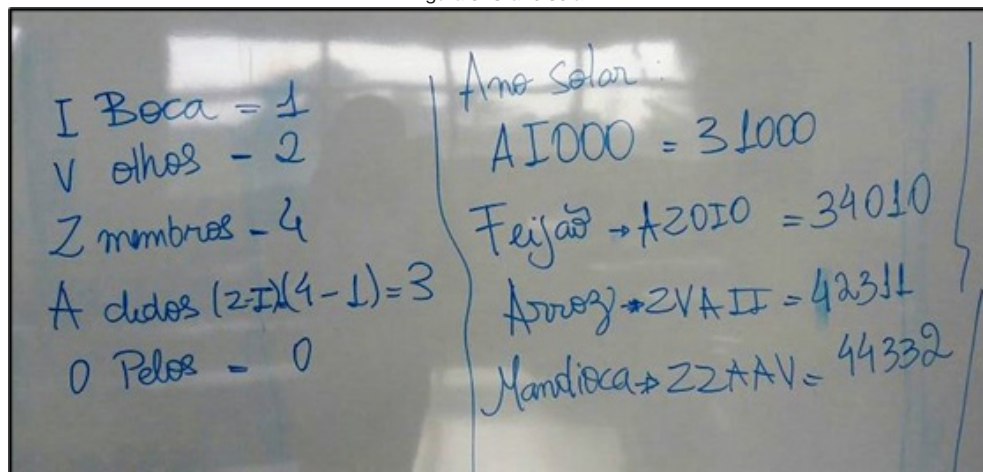 I Boca = 1
V olhos - 2
Z membros - 4
A dedos (Z-I)(4-1)=3
0 Pelos - 0
Ano Solar :
AI000 = 31000
Feijão → AZ0I0 = 34010
Arroz → ZVAII = 42311
Mandioca → ZZAAV = 44332